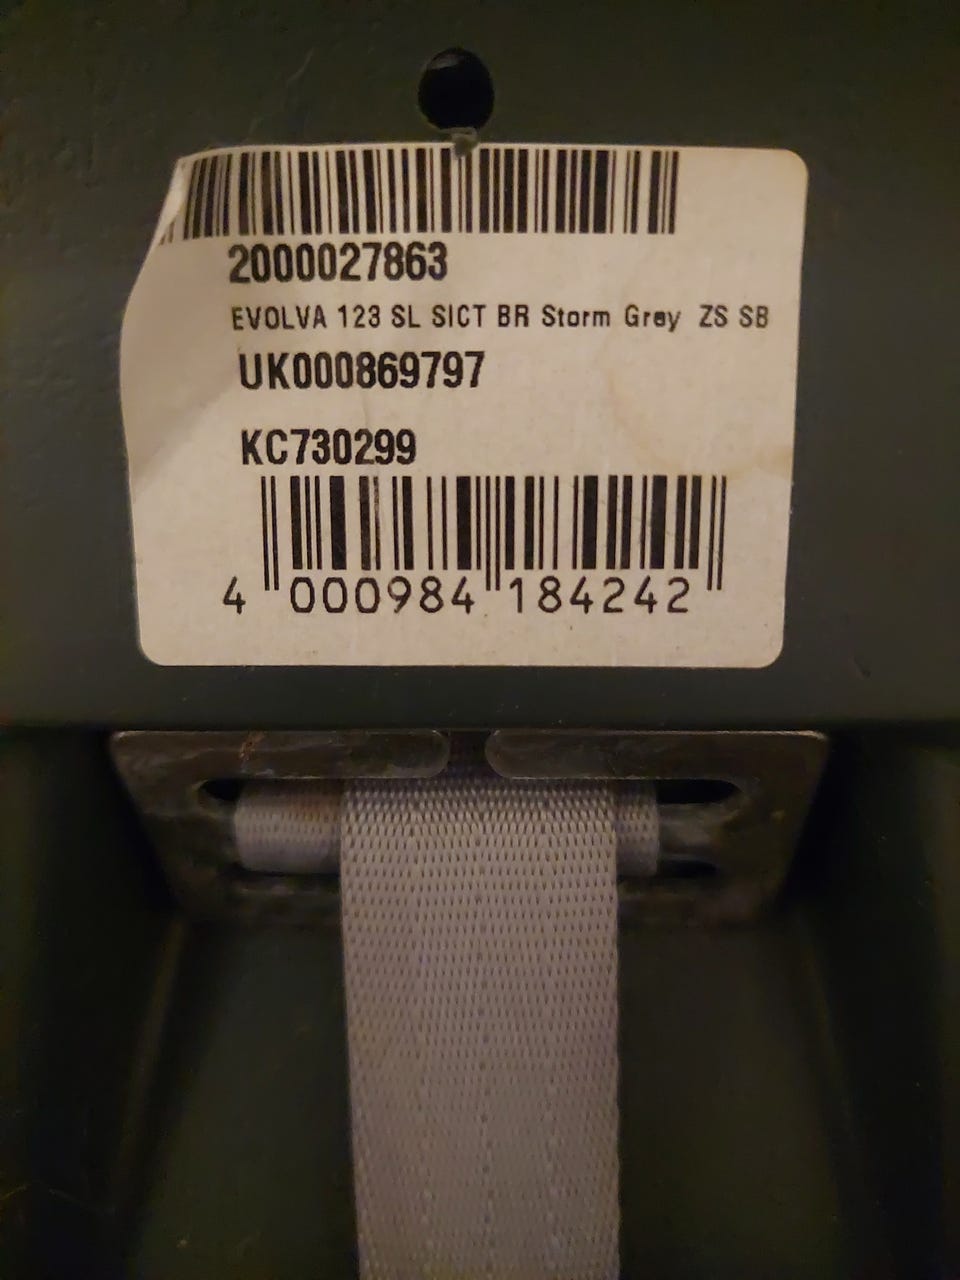 2000027863
EVOLVA 123 SL SICT BR Storm Grey ZS SB
UK000869797
KC730299
4 000984 184242